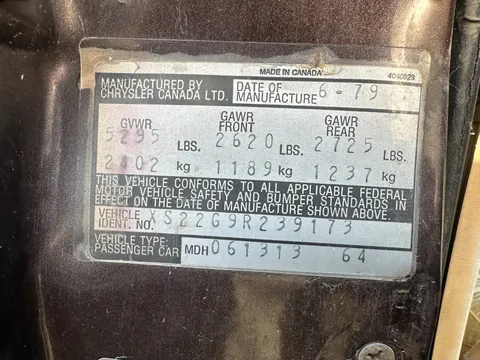 MADE IN CANADA 4040823
MANUFACTURED BY CHRYSLER CANADA LTD. DATE OF MANUFACTURE 6-79
GVWR GAWR FRONT GAWR REAR
5295 LBS. 2620 LBS. 2725 LBS.
2402 kg 1189 kg 1237 kg
THIS VEHICLE CONFORMS TO ALL APPLICABLE FEDERAL
MOTOR VEHICLE SAFETY AND BUMPER STANDARDS IN
EFFECT ON THE DATE OF MANUFACTURE SHOWN ABOVE.
VEHICLE IDENT. NO. XS22G9R239173
VEHICLE TYPE: PASSENGER CAR MDH 061313 64